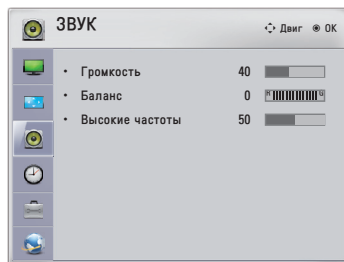 ЗВУК
Двиг OK
• Громкость 40
• Баланс 0
• Высокие частоты 50